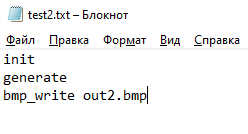 test2.txt – Блокнот
Файл Правка Формат Вид Справка
init
generate
bmp_write out2.bmp